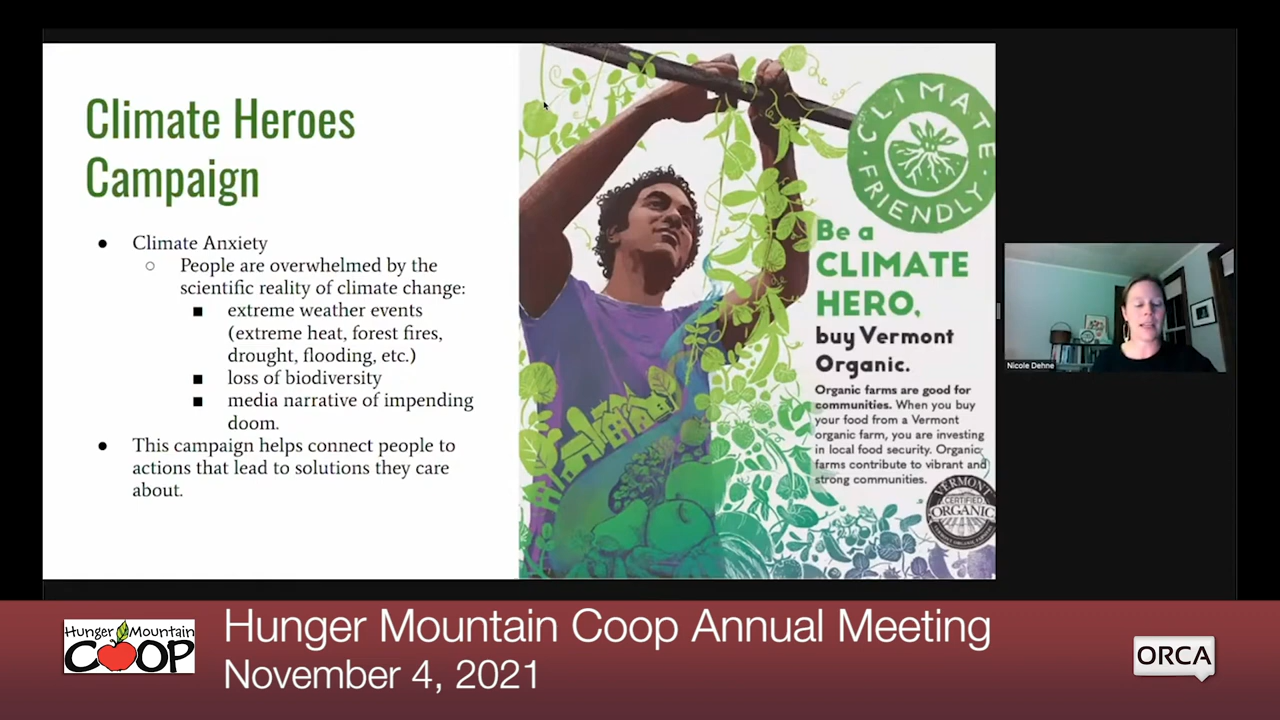 Climate Heroes
Campaign
● Climate Anxiety
○ People are overwhelmed by the
scientific reality of climate change:
■ extreme weather events
(extreme heat, forest fires,
drought, flooding, etc.)
■ loss of biodiversity
■ media narrative of impending
doom.
● This campaign helps connect people to
actions that lead to solutions they care
about.
CLIMATE
FRIENDLY
Be a
CLIMATE
HERO,
buy Vermont
Organic.
Organic farms are good for
communities. When you buy
your food from a Vermont
organic farm, you are investing
in local food security. Organic
farms contribute to vibrant and
strong communities.
VERMONT
CERTIFIED
ORGANIC
Nicole Dehne
Hunger Mountain
COOP
Hunger Mountain Coop Annual Meeting
November 4, 2021
ORCA